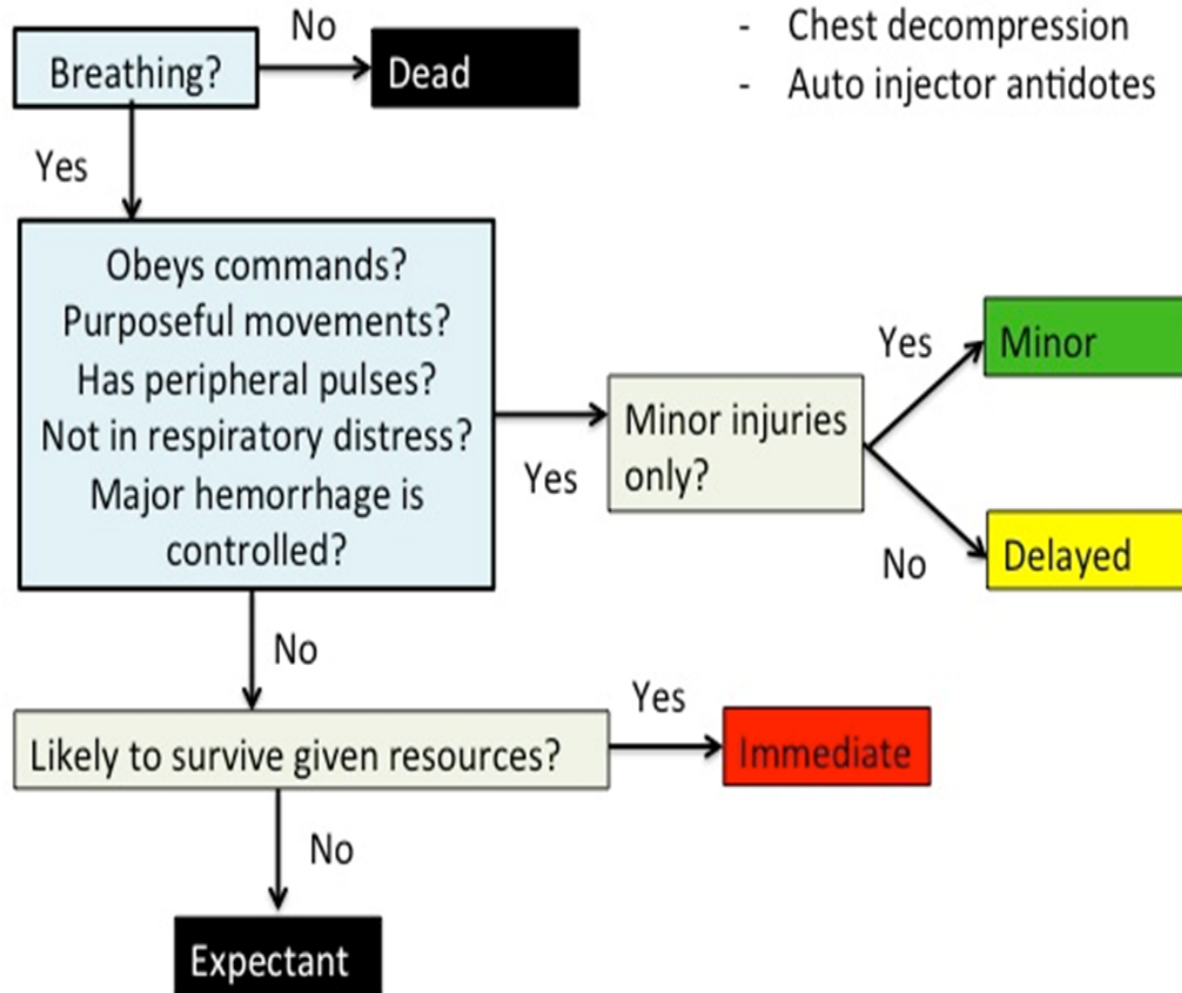 No
- Chest decompression
Breathing?
Dead
- Auto injector antidotes
Yes
Obeys commands?
Purposeful movements?
Has peripheral pulses?
Not in respiratory distress?
Major hemorrhage is
controlled?
Yes
Minor injuries
only?
Yes
Minor
No
Delayed
No
Likely to survive given resources?
Yes
Immediate
No
Expectant